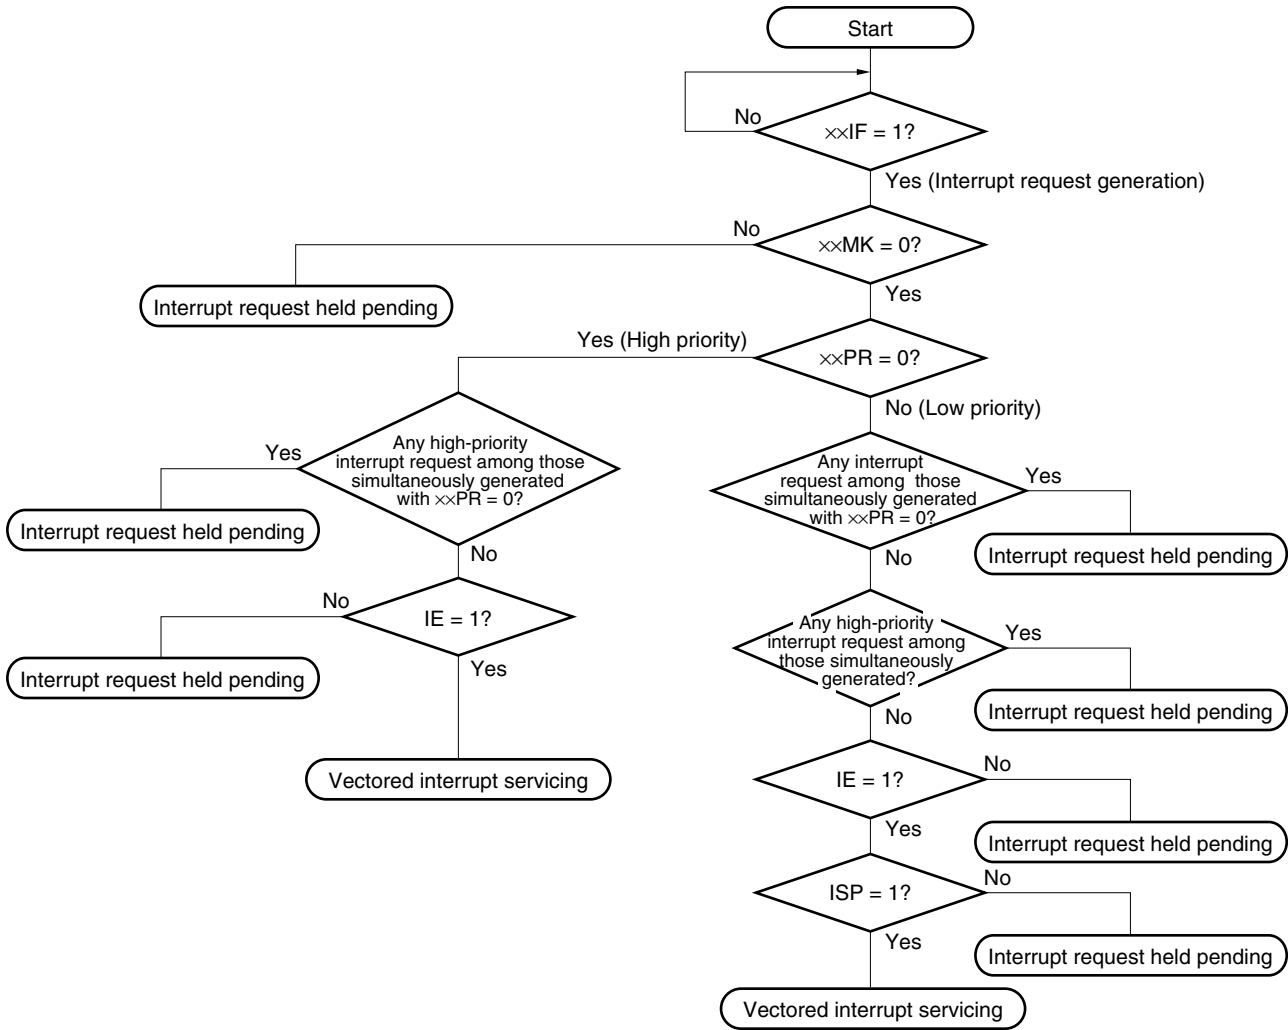 Start
No
××IF = 1?
Yes (Interrupt request generation)
No
××MK = 0?
Interrupt request held pending
Yes
Yes (High priority)
××PR = 0?
No (Low priority)
Yes
Any high-priority
interrupt request among those
simultaneously generated
with ××PR = 0?
Interrupt request held pending
No
No
IE = 1?
Interrupt request held pending
Yes
Vectored interrupt servicing
Any interrupt
request among those
simultaneously generated
with ××PR = 0?
Yes
Interrupt request held pending
No
Any high-priority
interrupt request among
those simultaneously
generated?
Yes
Interrupt request held pending
No
IE = 1?
No
Interrupt request held pending
Yes
ISP = 1?
No
Interrupt request held pending
Yes
Vectored interrupt servicing